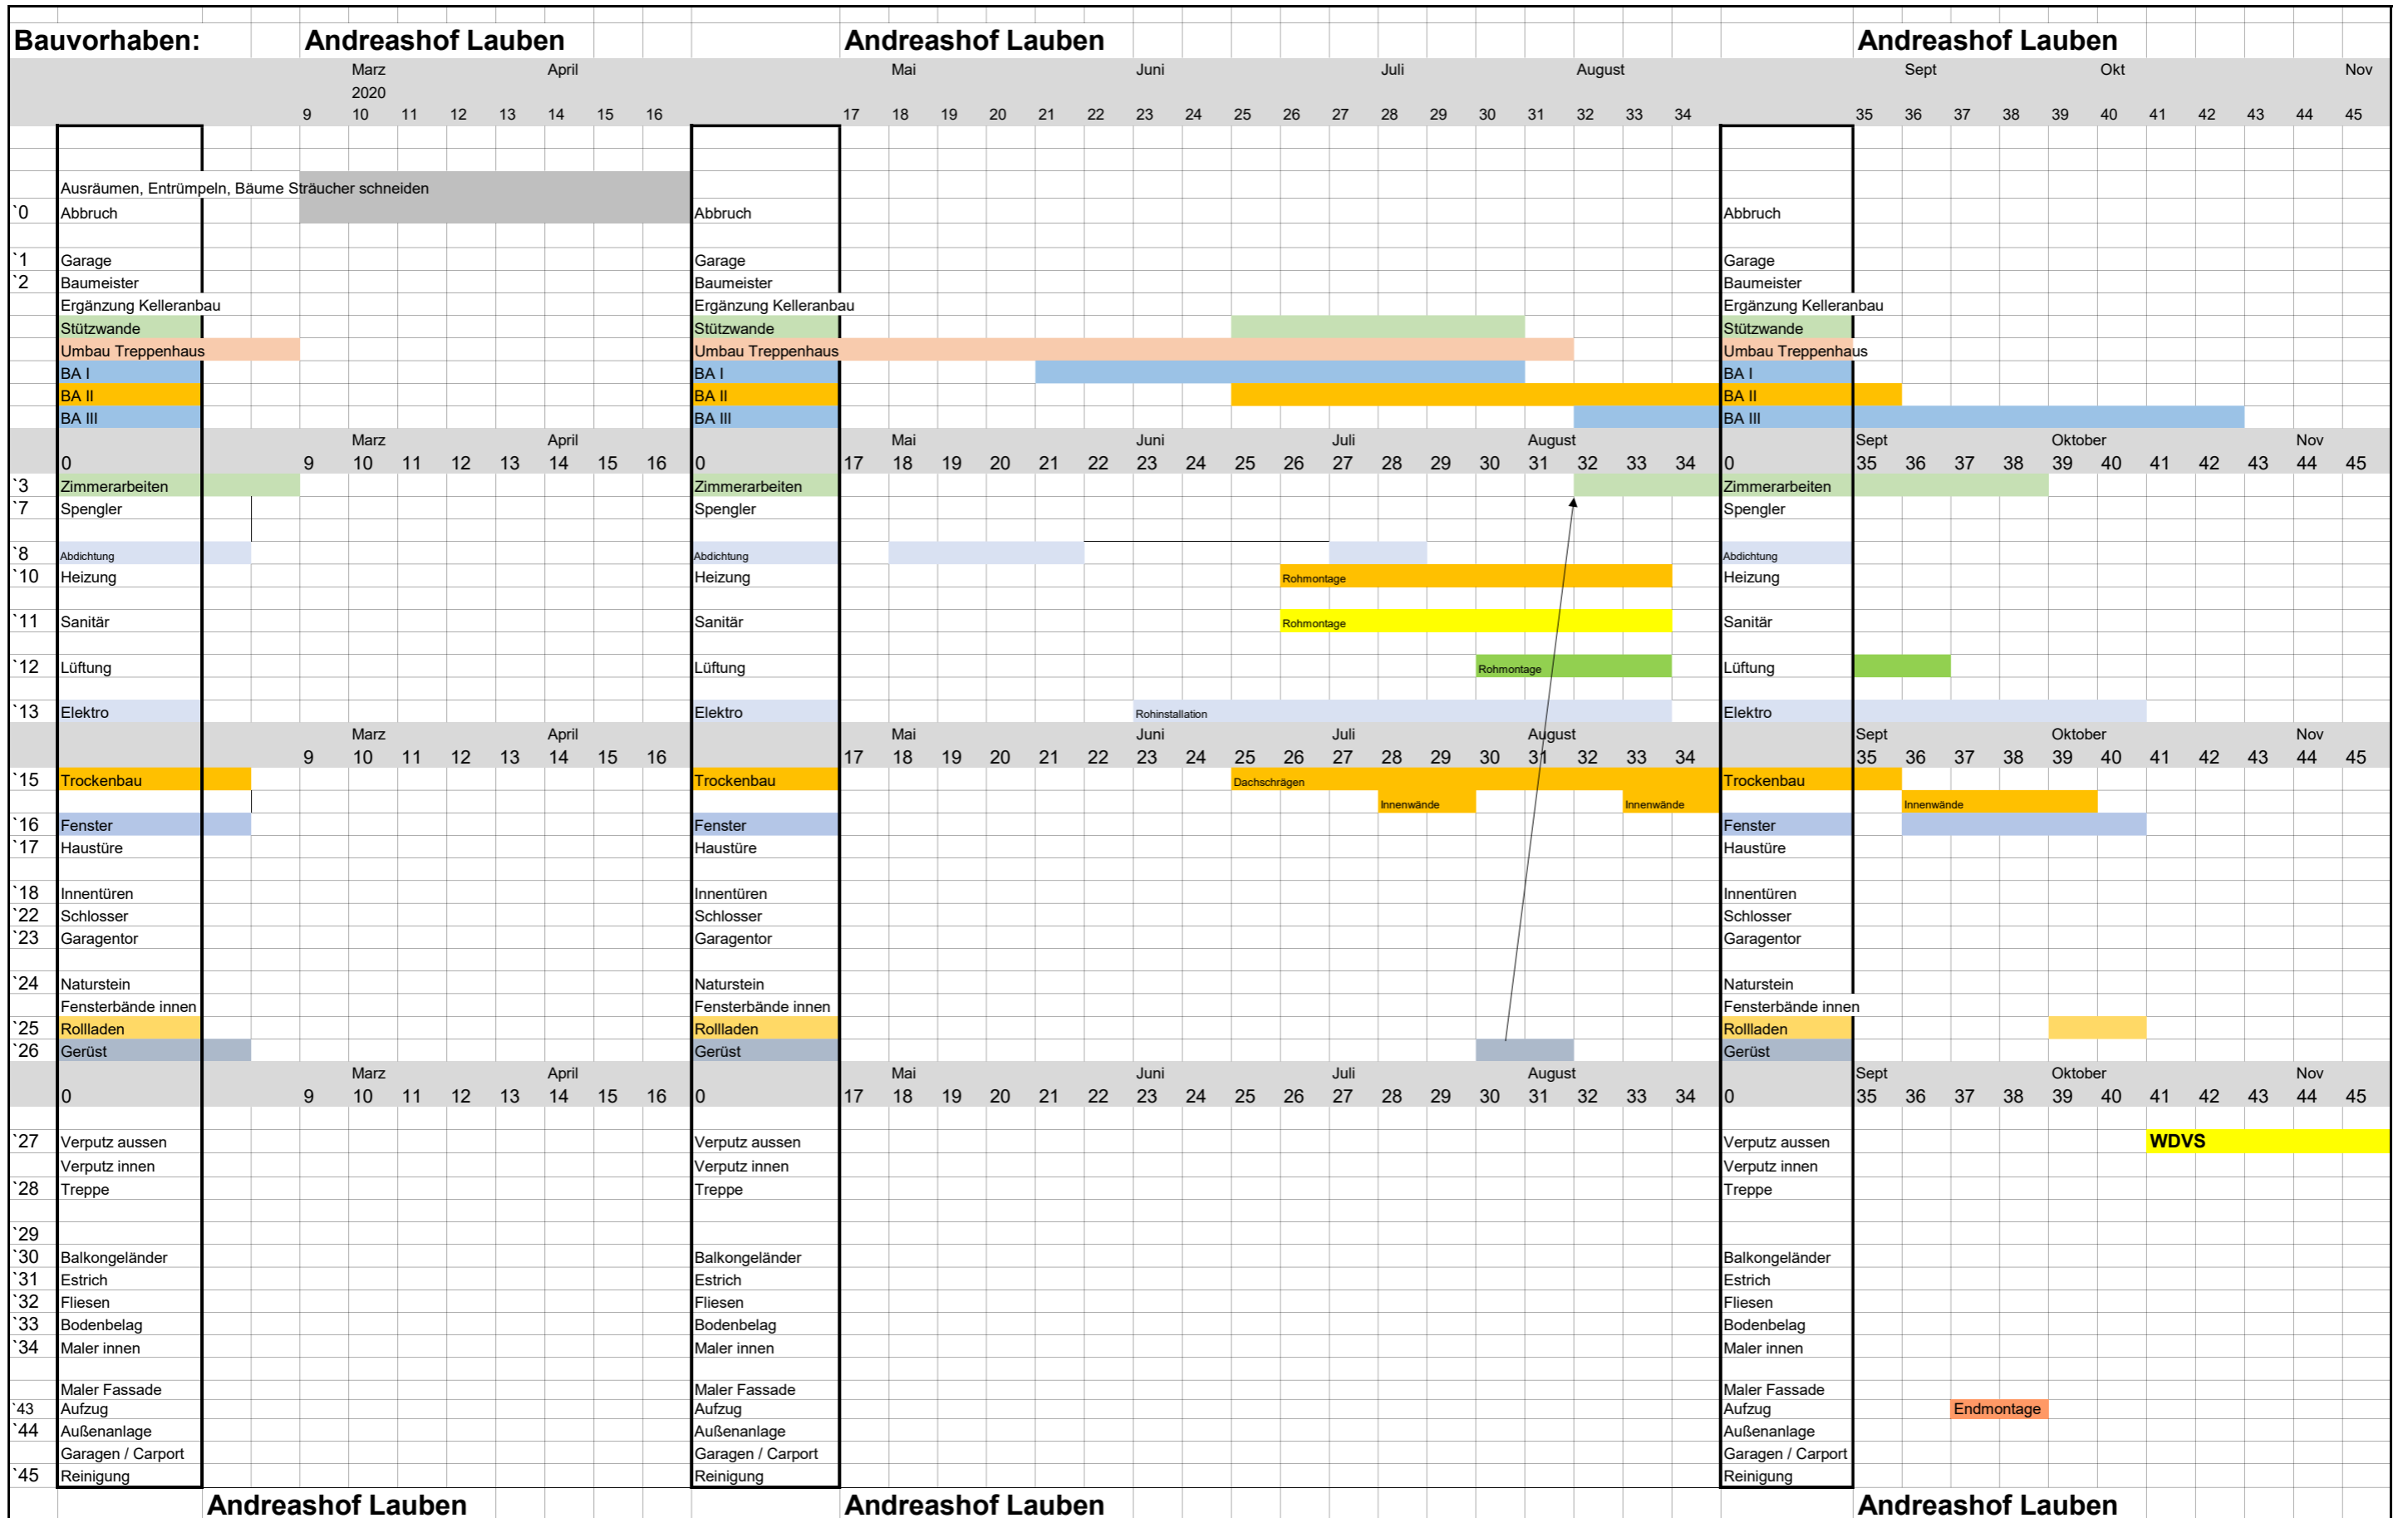 Bauvorhaben: Andreashof Lauben Andreashof Lauben Andreashof Lauben
Marz April Mai Juni Juli August Sept Okt Nov
2020
9 10 11 12 13 14 15 16 17 18 19 20 21 22 23 24 25 26 27 28 29 30 31 32 33 34 35 36 37 38 39 40 41 42 43 44 45
Ausräumen, Entrümpeln, Bäume Sträucher schneiden
`0 Abbruch Abbruch Abbruch
`1 Garage Garage Garage
`2 Baumeister Baumeister Baumeister
Ergänzung Kelleranbau Ergänzung Kelleranbau Ergänzung Kelleranbau
Stützwande Stützwande Stützwande
Umbau Treppenhaus Umbau Treppenhaus Umbau Treppenhaus
BA I BA I BA I
BA II BA II BA II
BA III BA III BA III
Marz April Mai Juni Juli August Sept Oktober Nov
0 9 10 11 12 13 14 15 16 0 17 18 19 20 21 22 23 24 25 26 27 28 29 30 31 32 33 34 0 35 36 37 38 39 40 41 42 43 44 45
`3 Zimmerarbeiten Zimmerarbeiten Zimmerarbeiten
`7 Spengler Spengler Spengler
`8 Abdichtung Abdichtung Abdichtung
`10 Heizung Heizung Rohmontage Heizung
`11 Sanitär Sanitär Rohmontage Sanitär
`12 Lüftung Lüftung Rohmontage Lüftung
`13 Elektro Elektro Rohinstallation Elektro
Marz April Mai Juni Juli August Sept Oktober Nov
9 10 11 12 13 14 15 16 17 18 19 20 21 22 23 24 25 26 27 28 29 30 31 32 33 34 35 36 37 38 39 40 41 42 43 44 45
`15 Trockenbau Trockenbau Dachschrägen Trockenbau
Innenwände Innenwände Innenwände
`16 Fenster Fenster Fenster
`17 Haustüre Haustüre Haustüre
`18 Innentüren Innentüren Innentüren
`22 Schlosser Schlosser Schlosser
`23 Garagentor Garagentor Garagentor
`24 Naturstein Naturstein Naturstein
Fensterbände innen Fensterbände innen Fensterbände innen
`25 Rollladen Rollladen Rollladen
`26 Gerüst Gerüst Gerüst
Marz April Mai Juni Juli August Sept Oktober Nov
0 9 10 11 12 13 14 15 16 0 17 18 19 20 21 22 23 24 25 26 27 28 29 30 31 32 33 34 0 35 36 37 38 39 40 41 42 43 44 45
`27 Verputz aussen Verputz aussen Verputz aussen WDVS
Verputz innen Verputz innen Verputz innen
`28 Treppe Treppe Treppe
`29
`30 Balkongeländer Balkongeländer Balkongeländer
`31 Estrich Estrich Estrich
`32 Fliesen Fliesen Fliesen
`33 Bodenbelag Bodenbelag Bodenbelag
`34 Maler innen Maler innen Maler innen
Maler Fassade Maler Fassade Maler Fassade
`43 Aufzug Aufzug Aufzug Endmontage
`44 Außenanlage Außenanlage Außenanlage
Garagen / Carport Garagen / Carport Garagen / Carport
`45 Reinigung Reinigung Reinigung
Andreashof Lauben Andreashof Lauben Andreashof Lauben